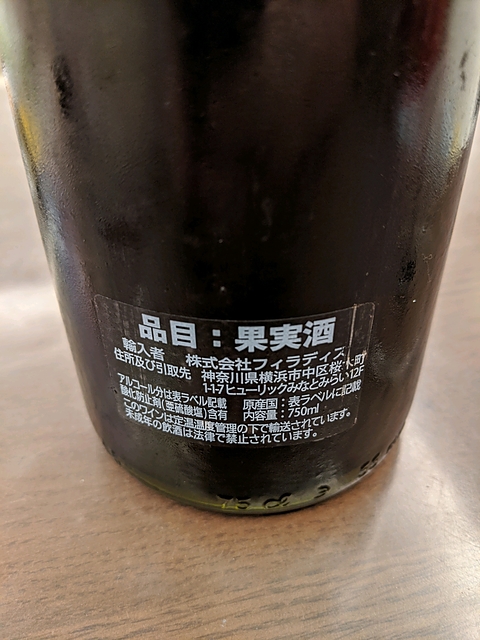 品目：果実酒
輸入者 株式会社フィラディス
住所及び引取先 神奈川県横浜市中区桜木町
1-1-7 ヒューリックみなとみらい12F
アルコール分は表ラベル記載 原産国：表ラベルに記載
酸化防止剤(亜硫酸塩)含有 内容量：750ml
このワインは定温温度管理の下で輸送されています。
未成年の飲酒は法律で禁止されています。